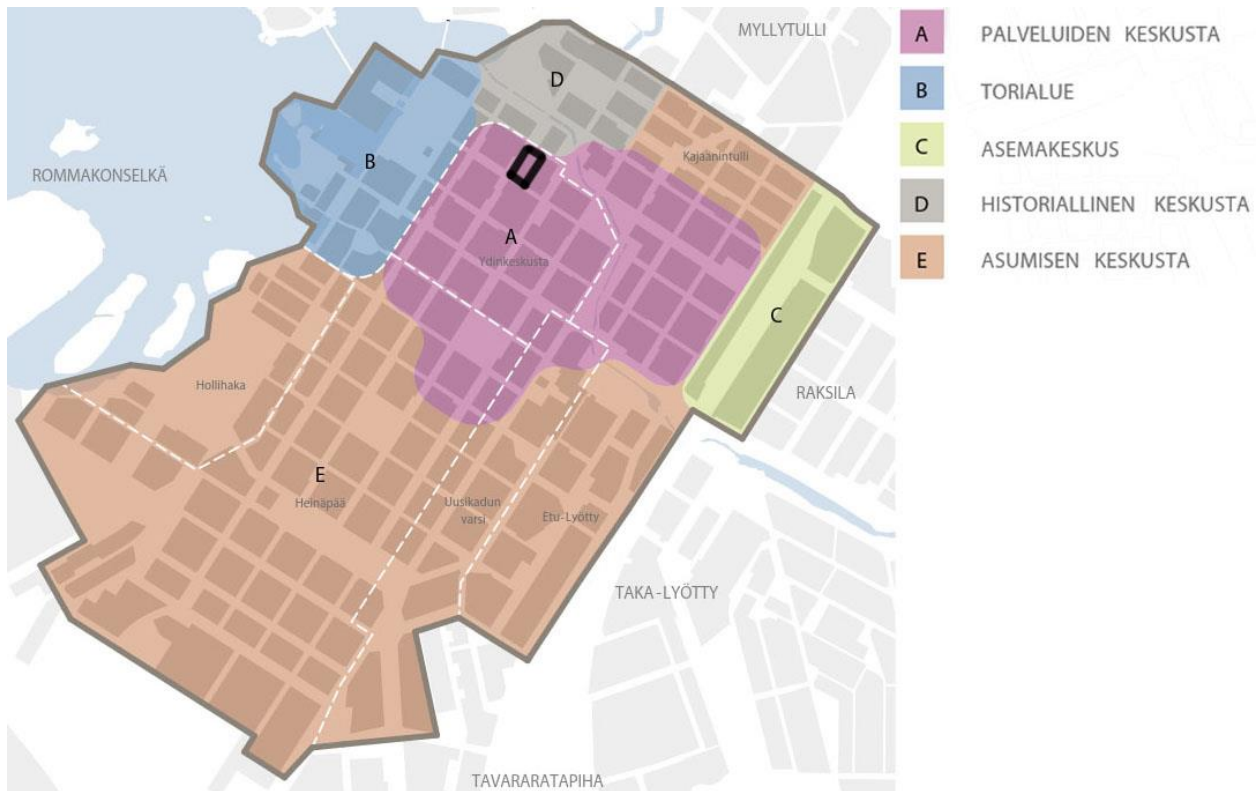 MYLLYTULLI
D
Kajaanintulli
B
ROMMAKONSELKÄ
A
Ydinkeskusta
C
Hollihaka
RAKSILA
E
Heinäpää
Uusikadun
varsi
Etu-Lyötty
TAKA-LYÖTTY
TAVARARATAPIHA
A PALVELUIDEN KESKUSTA
B TORIALUE
C ASEMAKESKUS
D HISTORIALLINEN KESKUSTA
E ASUMISEN KESKUSTA